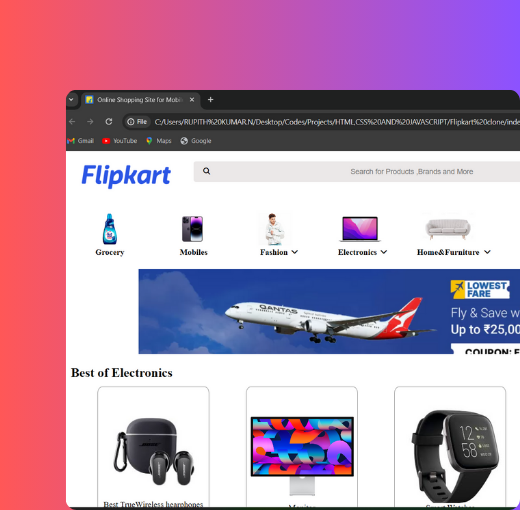 Online Shopping Site for Mobil
File C:/Users/RUPITH%20KUMAR.N/Desktop/Codes/Projects/HTML,CSS%20AND%20JAVASCRIPT/Flipkart%20clone/inde
Gmail YouTube Maps Google
Flipkart Search for Products ,Brands and More
Grocery Mobiles Fashion Electronics Home&Furniture
LOWEST
FARE
QANTAS
Fly & Save w
Up to ₹25,00
COUPON: F
Best of Electronics
BOSE
12
58
Best TrueWireless hearphones